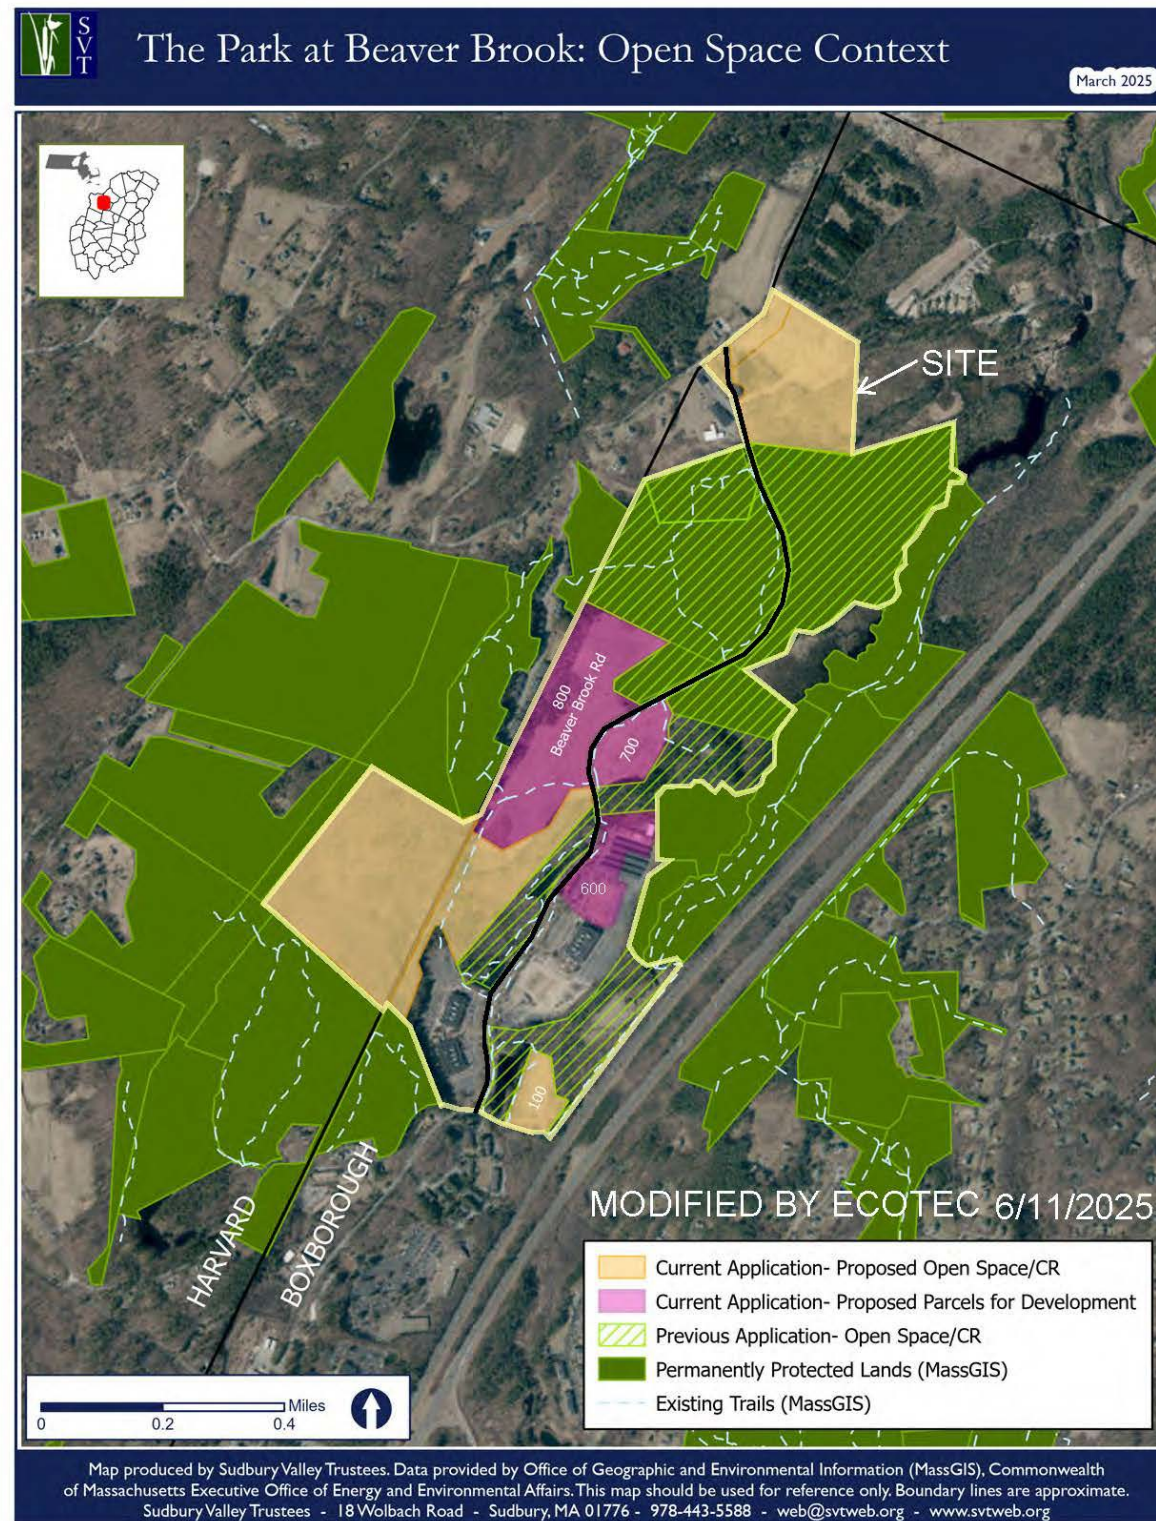 SVT
The Park at Beaver Brook: Open Space Context
March 2025
SITE
800
Beaver Brook Rd
700
600
100
HARVARD
BOXBOROUGH
MODIFIED BY ECOTEC 6/11/2025
Current Application- Proposed Open Space/CR
Current Application- Proposed Parcels for Development
Previous Application- Open Space/CR
Permanently Protected Lands (MassGIS)
Existing Trails (MassGIS)
Miles
0 0.2 0.4
Map produced by Sudbury Valley Trustees. Data provided by Office of Geographic and Environmental Information (MassGIS), Commonwealth
of Massachusetts Executive Office of Energy and Environmental Affairs. This map should be used for reference only. Boundary lines are approximate.
Sudbury Valley Trustees - 18 Wolbach Road - Sudbury, MA 01776 - 978-443-5588 - web@svtweb.org - www.svtweb.org